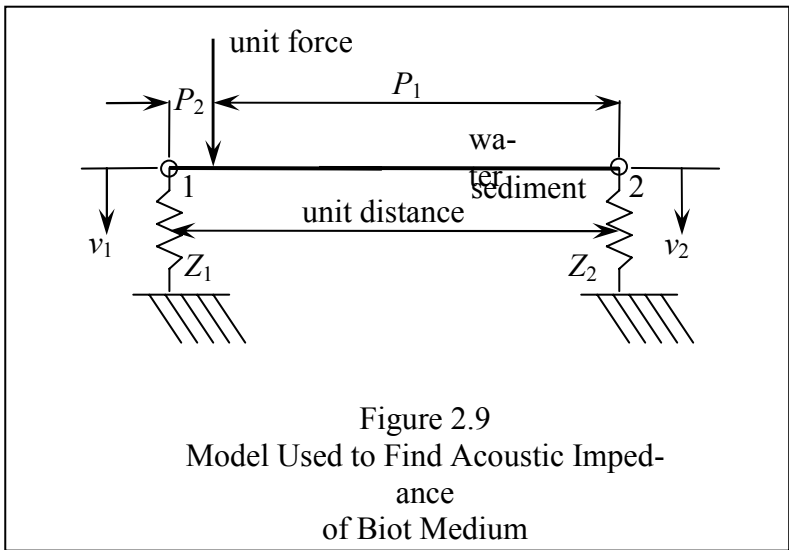 unit force
P1
P2
wa-
ter
sediment
1
2
unit distance
v1
v2
Z1
Z2
Figure 2.9
Model Used to Find Acoustic Imped-
ance
of Biot Medium